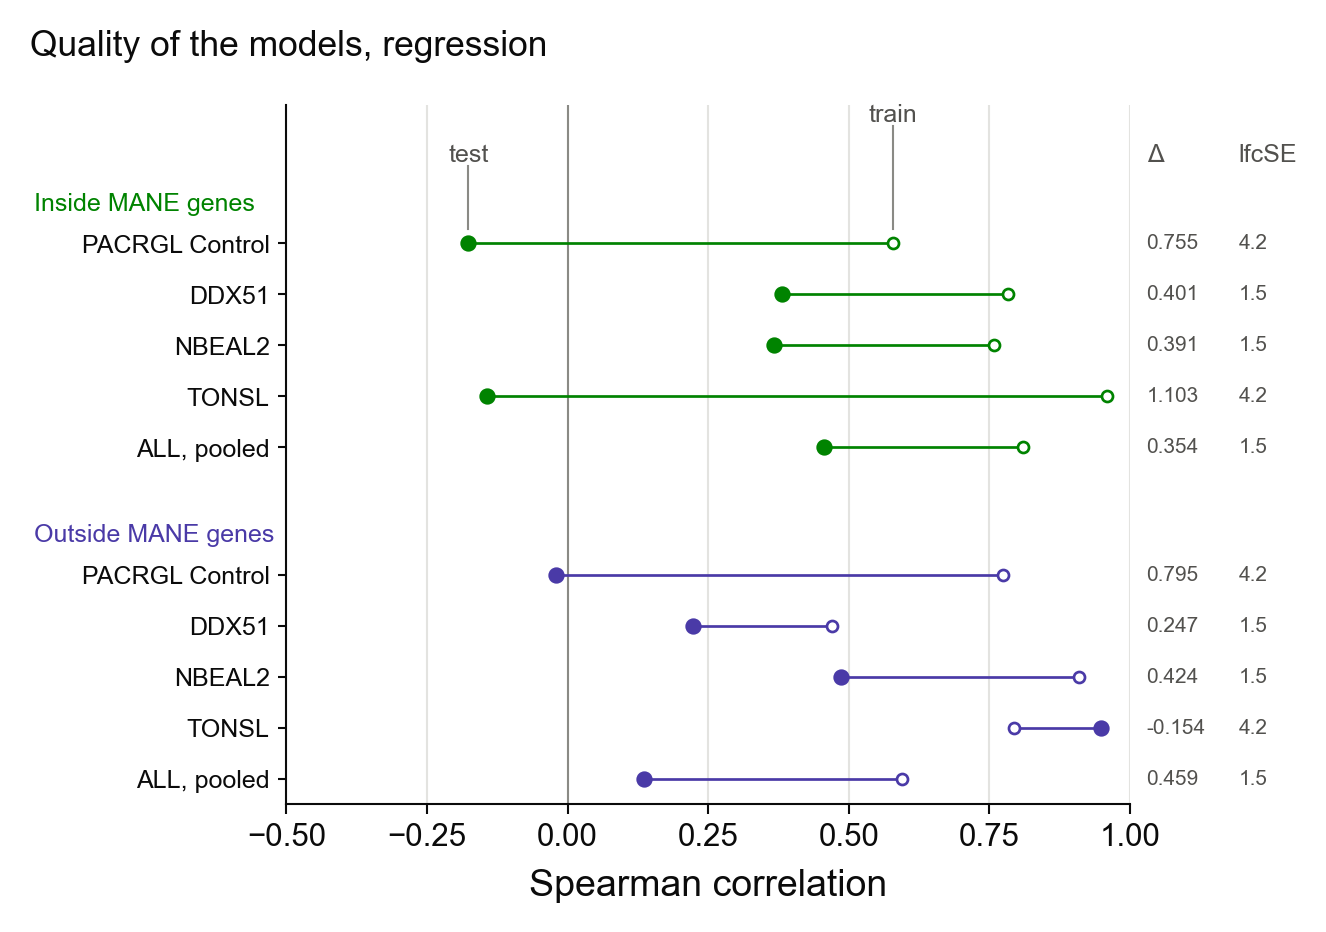 Quality of the models, regression
train
test
Δ lfcSE
Inside MANE genes
PACRGL Control 0.755 4.2
DDX51 0.401 1.5
NBEAL2 0.391 1.5
TONSL 1.103 4.2
ALL, pooled 0.354 1.5
Outside MANE genes
PACRGL Control 0.795 4.2
DDX51 0.247 1.5
NBEAL2 0.424 1.5
TONSL -0.154 4.2
ALL, pooled 0.459 1.5
−0.50 −0.25 0.00 0.25 0.50 0.75 1.00
Spearman correlation